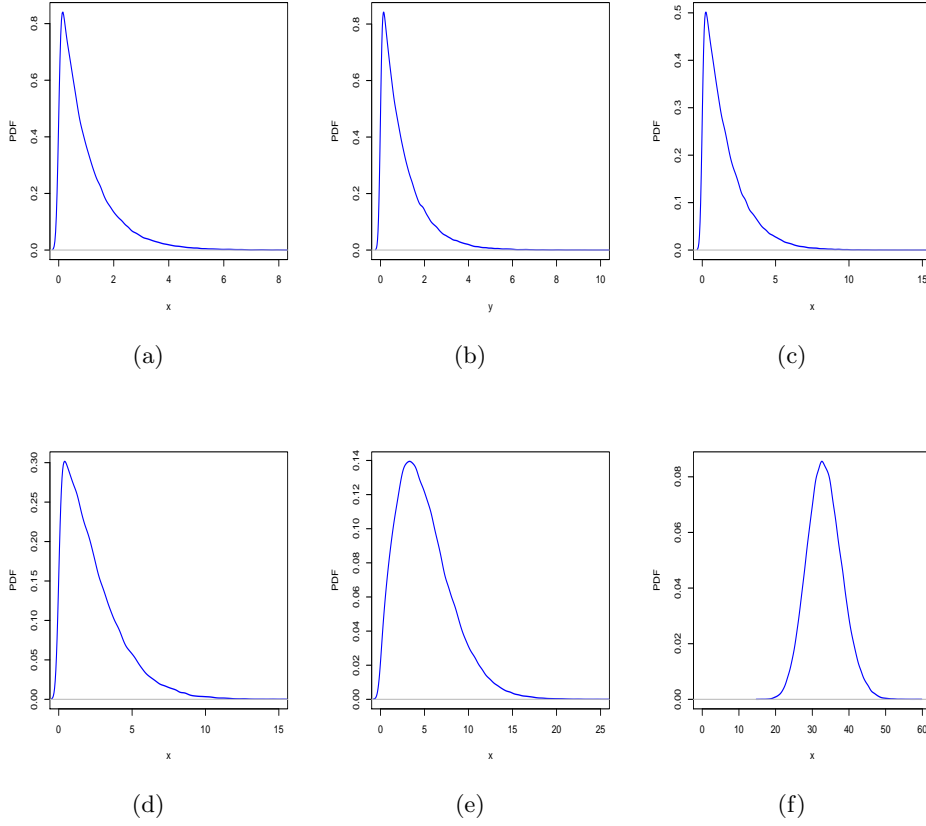 PDF
0.0 0.2 0.4 0.6 0.8
0 2 4 6 8
x
(a)
PDF
0.0 0.2 0.4 0.6 0.8
0 2 4 6 8 10
y
(b)
PDF
0.0 0.1 0.2 0.3 0.4 0.5
0 5 10 15
x
(c)
PDF
0.00 0.05 0.10 0.15 0.20 0.25 0.30
0 5 10 15
x
(d)
PDF
0.00 0.02 0.04 0.06 0.08 0.10 0.12 0.14
0 5 10 15 20 25
x
(e)
PDF
0.00 0.02 0.04 0.06 0.08
0 10 20 30 40 50 60
x
(f)